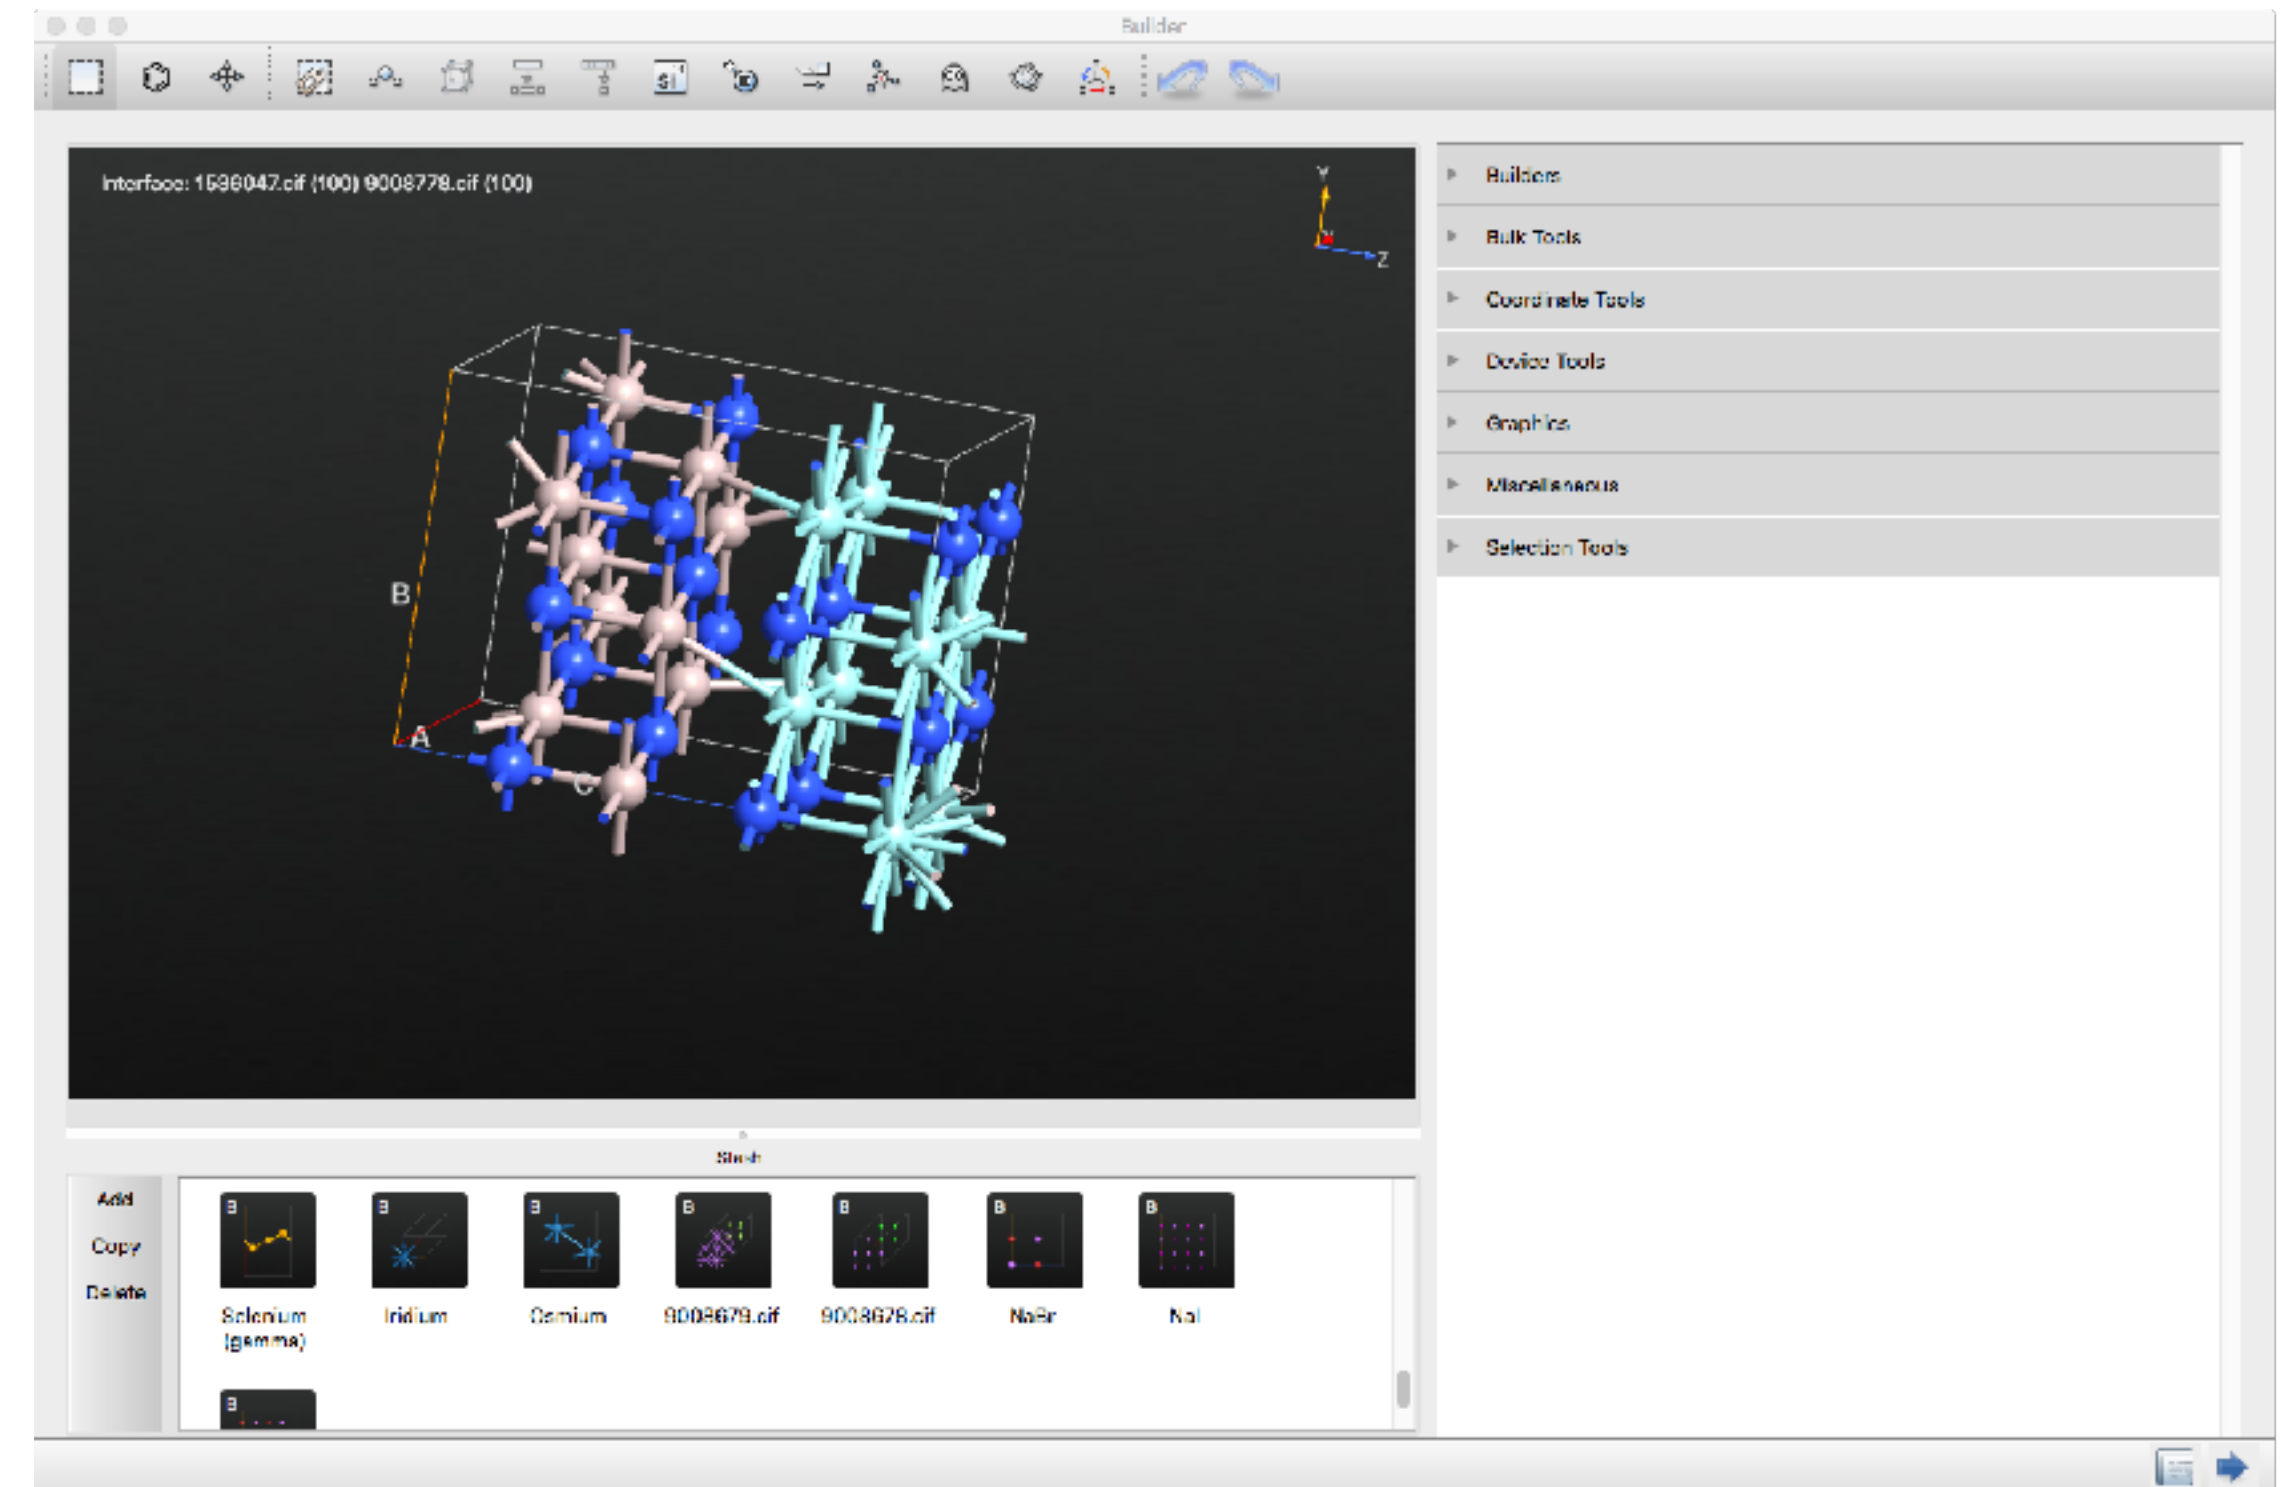 Builder
Si
Interface: 1536047.cif (100) 9008778.cif (100)
Y
X
Z
B
A
C
Builders
Bulk Tools
Coordinate Tools
Device Tools
Graphics
Miscellaneous
Selection Tools
Stash
Add
Copy
Delete
B B B B B B B
Selenium (gamma)
Iridium
Osmium
9008679.cif
9008678.cif
NaBr
NaI
B